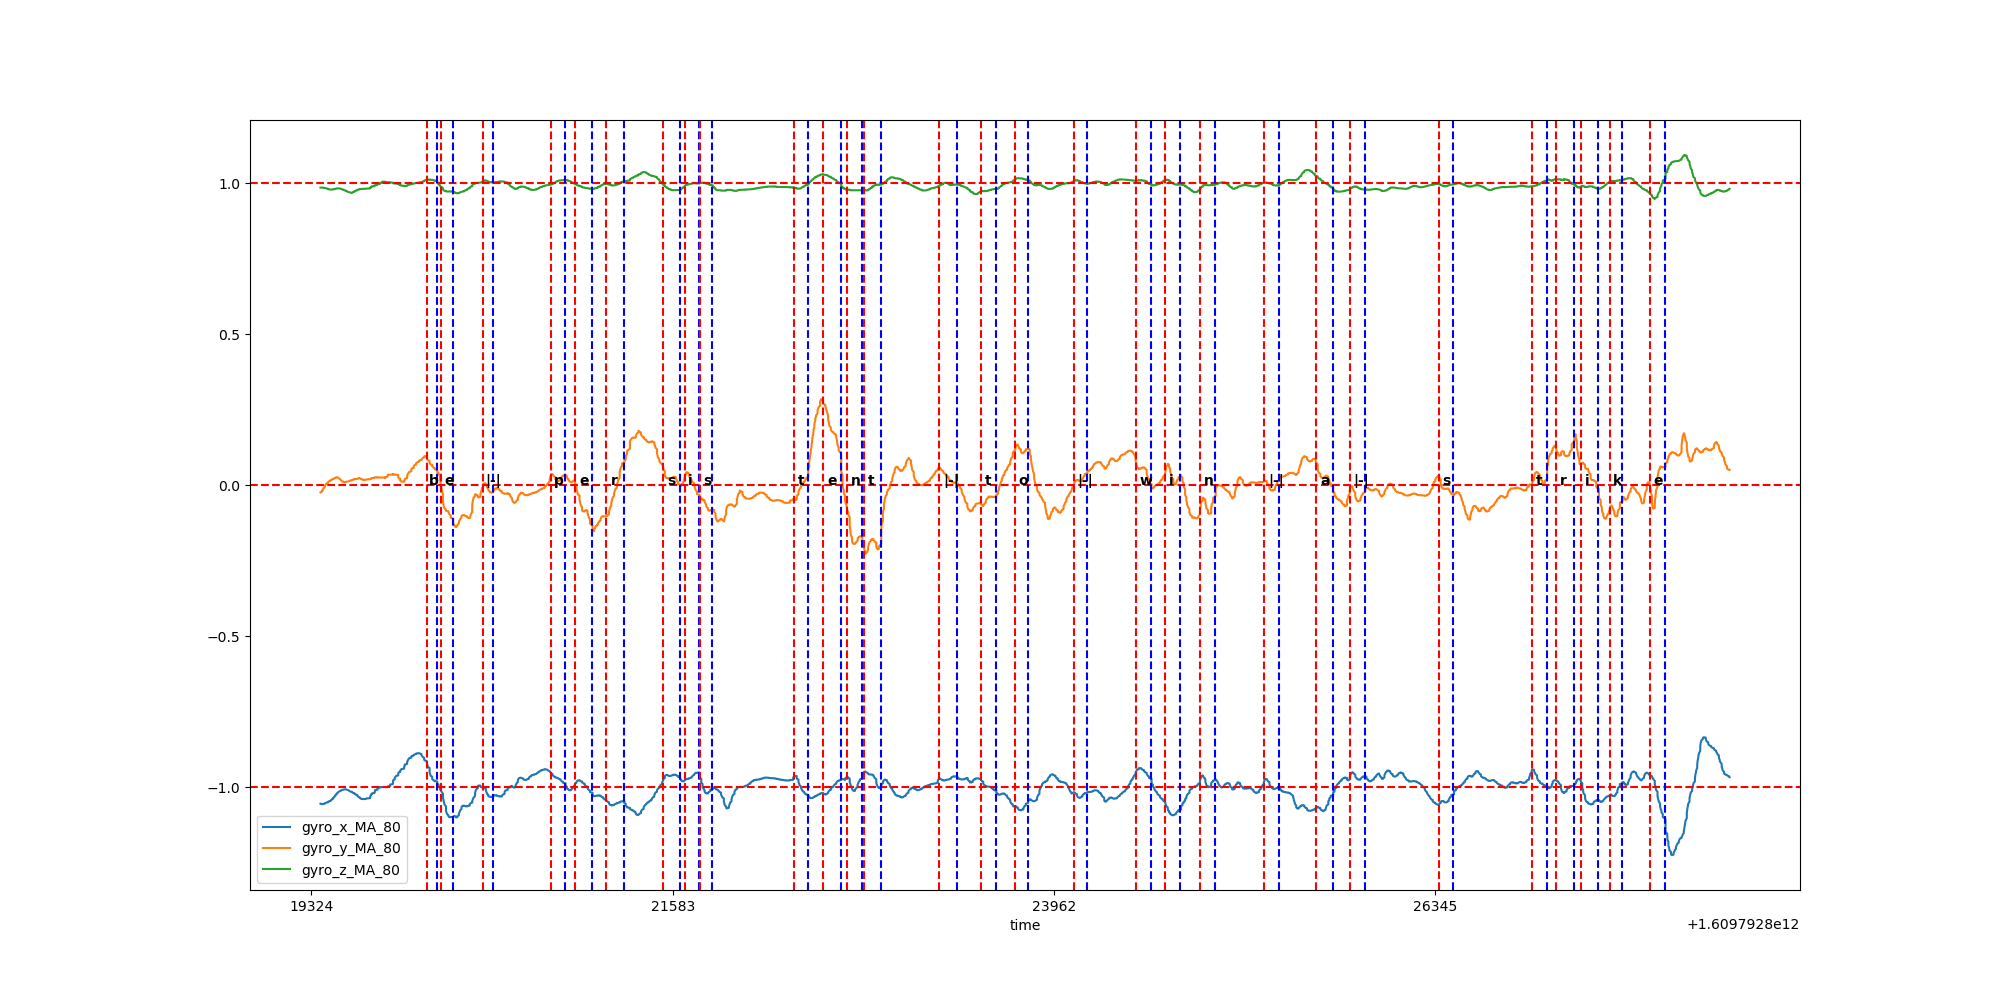 1.0
0.5
0.0
−0.5
−1.0
b e |-| p e r s i s t e n t |-| t o |-| w i n |-| a |-| s t r i k e
gyro_x_MA_80
gyro_y_MA_80
gyro_z_MA_80
19324 21583 23962 26345
time
+1.6097928e12